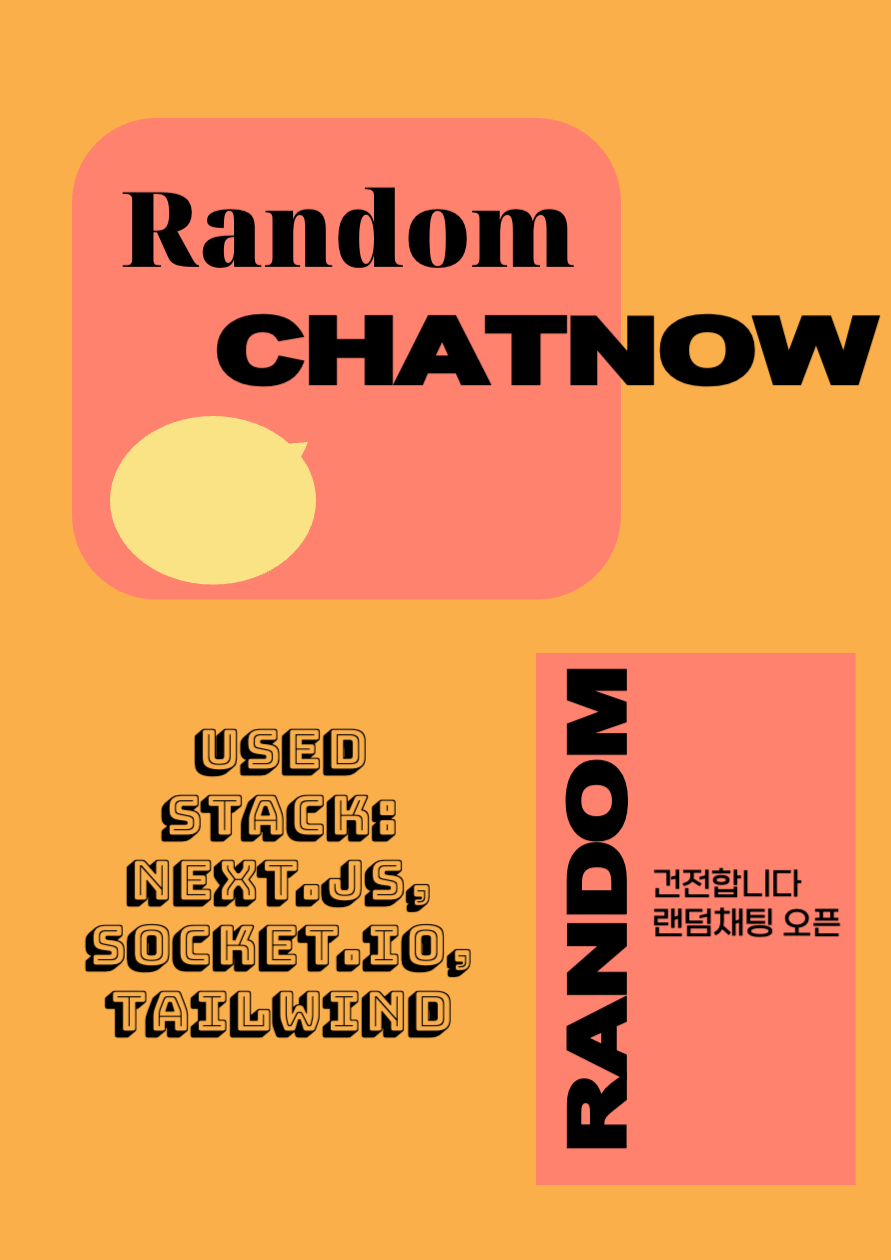 Random
CHATNOW
USED
STACK:
NEXT.JS,
SOCKET.IO,
TAILWIND
RANDOM
건전합니다
랜덤채팅 오픈